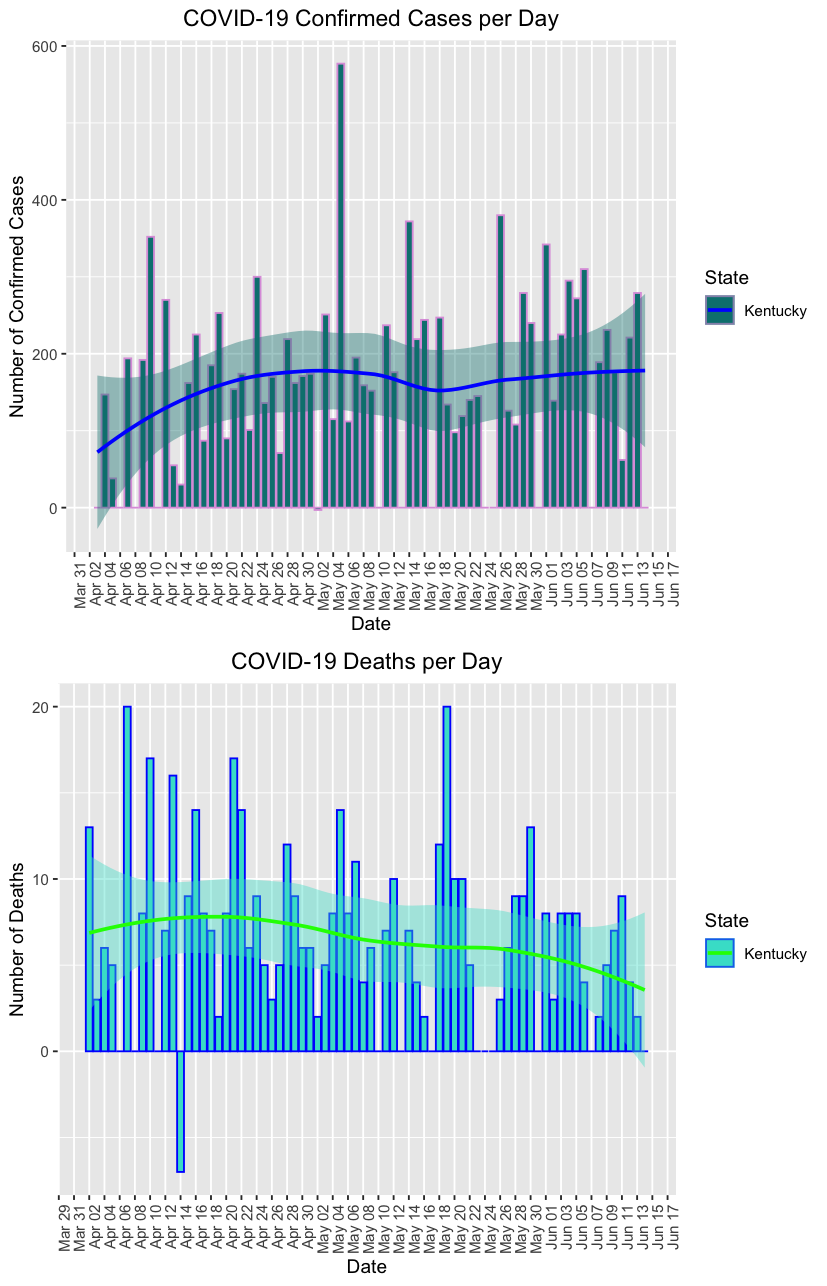 COVID-19 Confirmed Cases per Day
Number of Confirmed Cases
600
400
200
0
Mar 31
Apr 02
Apr 04
Apr 06
Apr 08
Apr 10
Apr 12
Apr 14
Apr 16
Apr 18
Apr 20
Apr 22
Apr 24
Apr 26
Apr 28
Apr 30
May 02
May 04
May 06
May 08
May 10
May 12
May 14
May 16
May 18
May 20
May 22
May 24
May 26
May 28
May 30
Jun 01
Jun 03
Jun 05
Jun 07
Jun 09
Jun 11
Jun 13
Jun 15
Jun 17
Date
State
Kentucky
COVID-19 Deaths per Day
Number of Deaths
20
10
0
Mar 29
Mar 31
Apr 02
Apr 04
Apr 06
Apr 08
Apr 10
Apr 12
Apr 14
Apr 16
Apr 18
Apr 20
Apr 22
Apr 24
Apr 26
Apr 28
Apr 30
May 02
May 04
May 06
May 08
May 10
May 12
May 14
May 16
May 18
May 20
May 22
May 24
May 26
May 28
May 30
Jun 01
Jun 03
Jun 05
Jun 07
Jun 09
Jun 11
Jun 13
Jun 15
Jun 17
Date
State
Kentucky